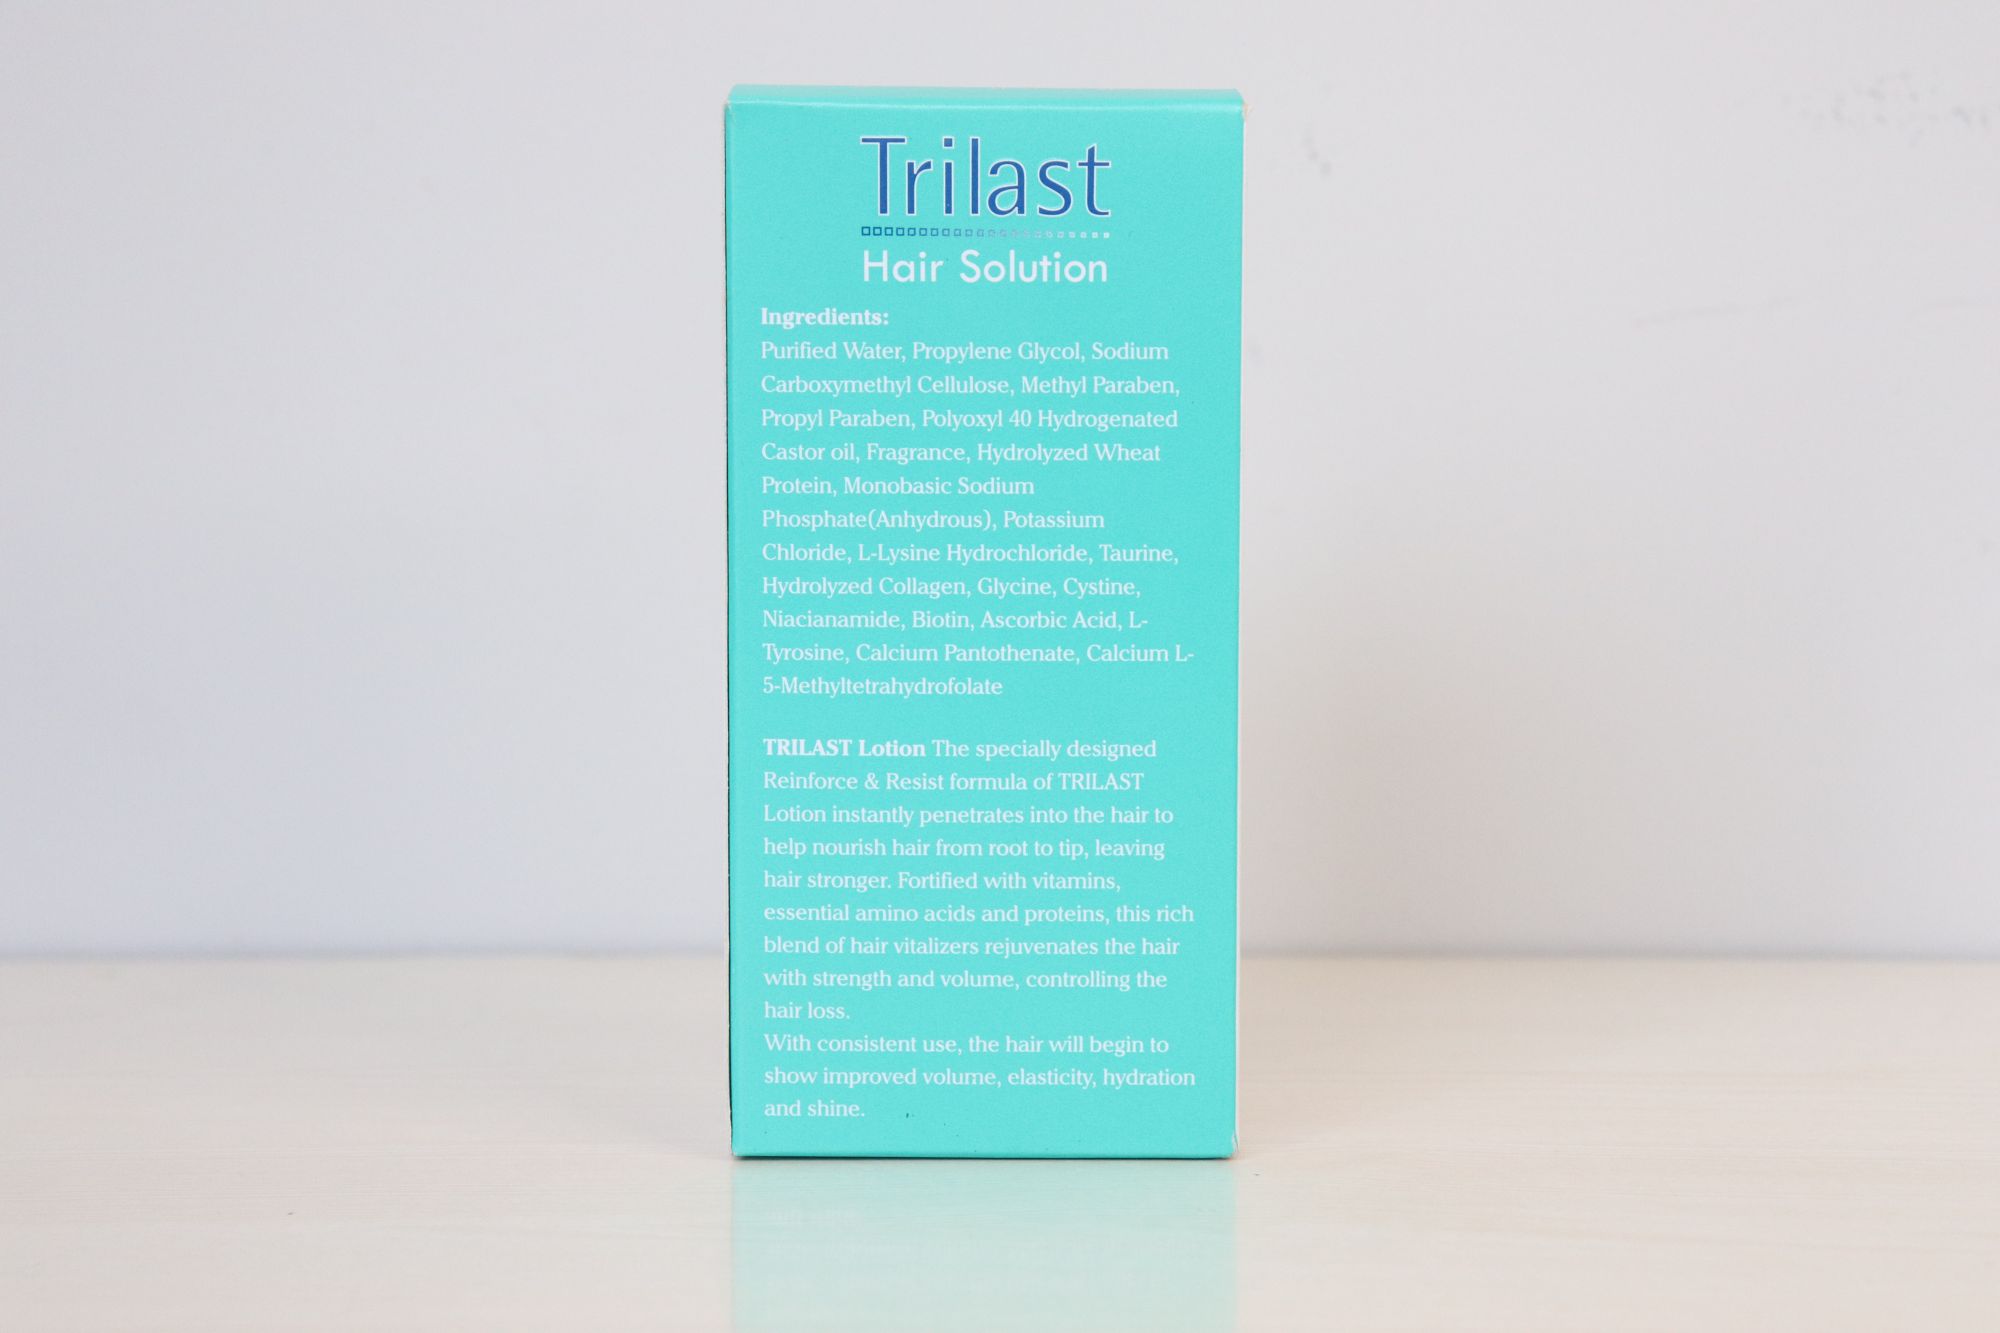 Trilast
Hair Solution
Ingredients:
Purified Water, Propylene Glycol, Sodium
Carboxymethyl Cellulose, Methyl Paraben,
Propyl Paraben, Polyoxyl 40 Hydrogenated
Castor oil, Fragrance, Hydrolyzed Wheat
Protein, Monobasic Sodium
Phosphate(Anhydrous), Potassium
Chloride, L-Lysine Hydrochloride, Taurine,
Hydrolyzed Collagen, Glycine, Cystine,
Niacianamide, Biotin, Ascorbic Acid, L-
Tyrosine, Calcium Pantothenate, Calcium L-
5-Methyltetrahydrofolate
TRILAST Lotion The specially designed
Reinforce & Resist formula of TRILAST
Lotion instantly penetrates into the hair to
help nourish hair from root to tip, leaving
hair stronger. Fortified with vitamins,
essential amino acids and proteins, this rich
blend of hair vitalizers rejuvenates the hair
with strength and volume, controlling the
hair loss.
With consistent use, the hair will begin to
show improved volume, elasticity, hydration
and shine.